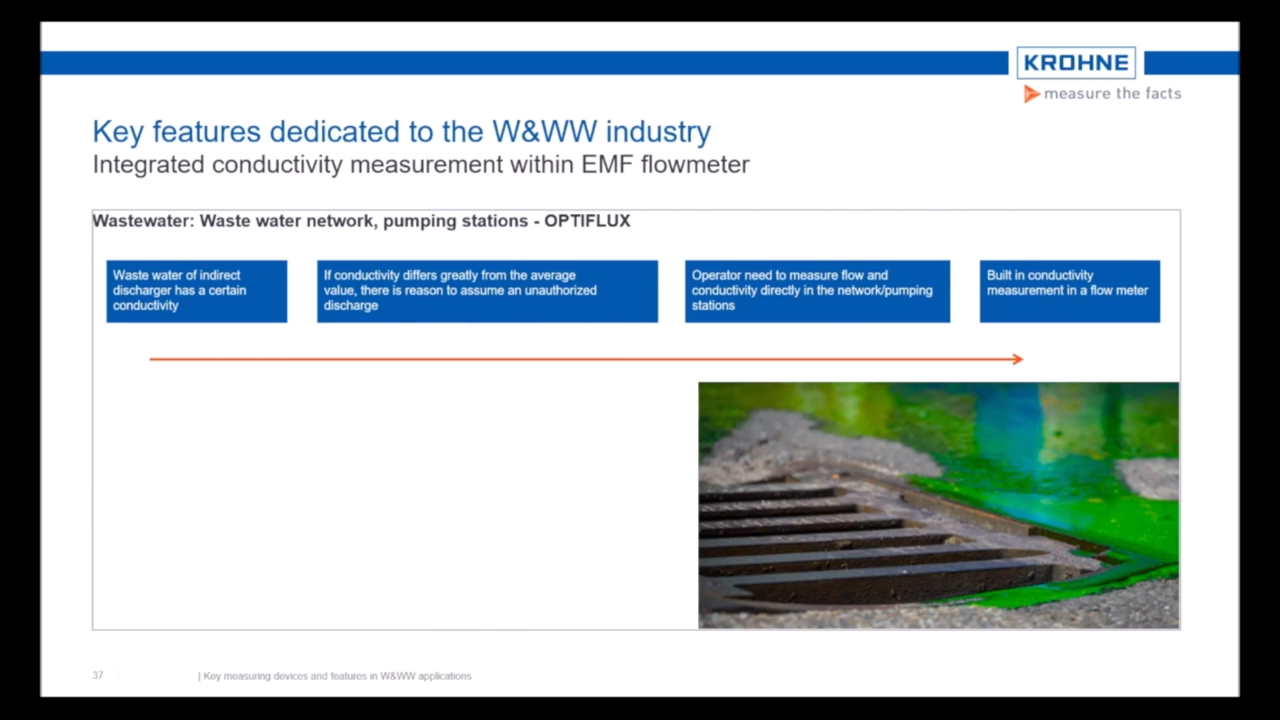 KROHNE
measure the facts
Key features dedicated to the W&WW industry
Integrated conductivity measurement within EMF flowmeter
Wastewater: Waste water network, pumping stations - OPTIFLUX
Waste water of indirect
discharger has a certain
conductivity
If conductivity differs greatly from the average
value, there is reason to assume an unauthorized
discharge
Operator need to measure flow and
conductivity directly in the network/pumping
stations
Built in conductivity
measurement in a flow meter
37
| Key measuring devices and features in W&WW applications